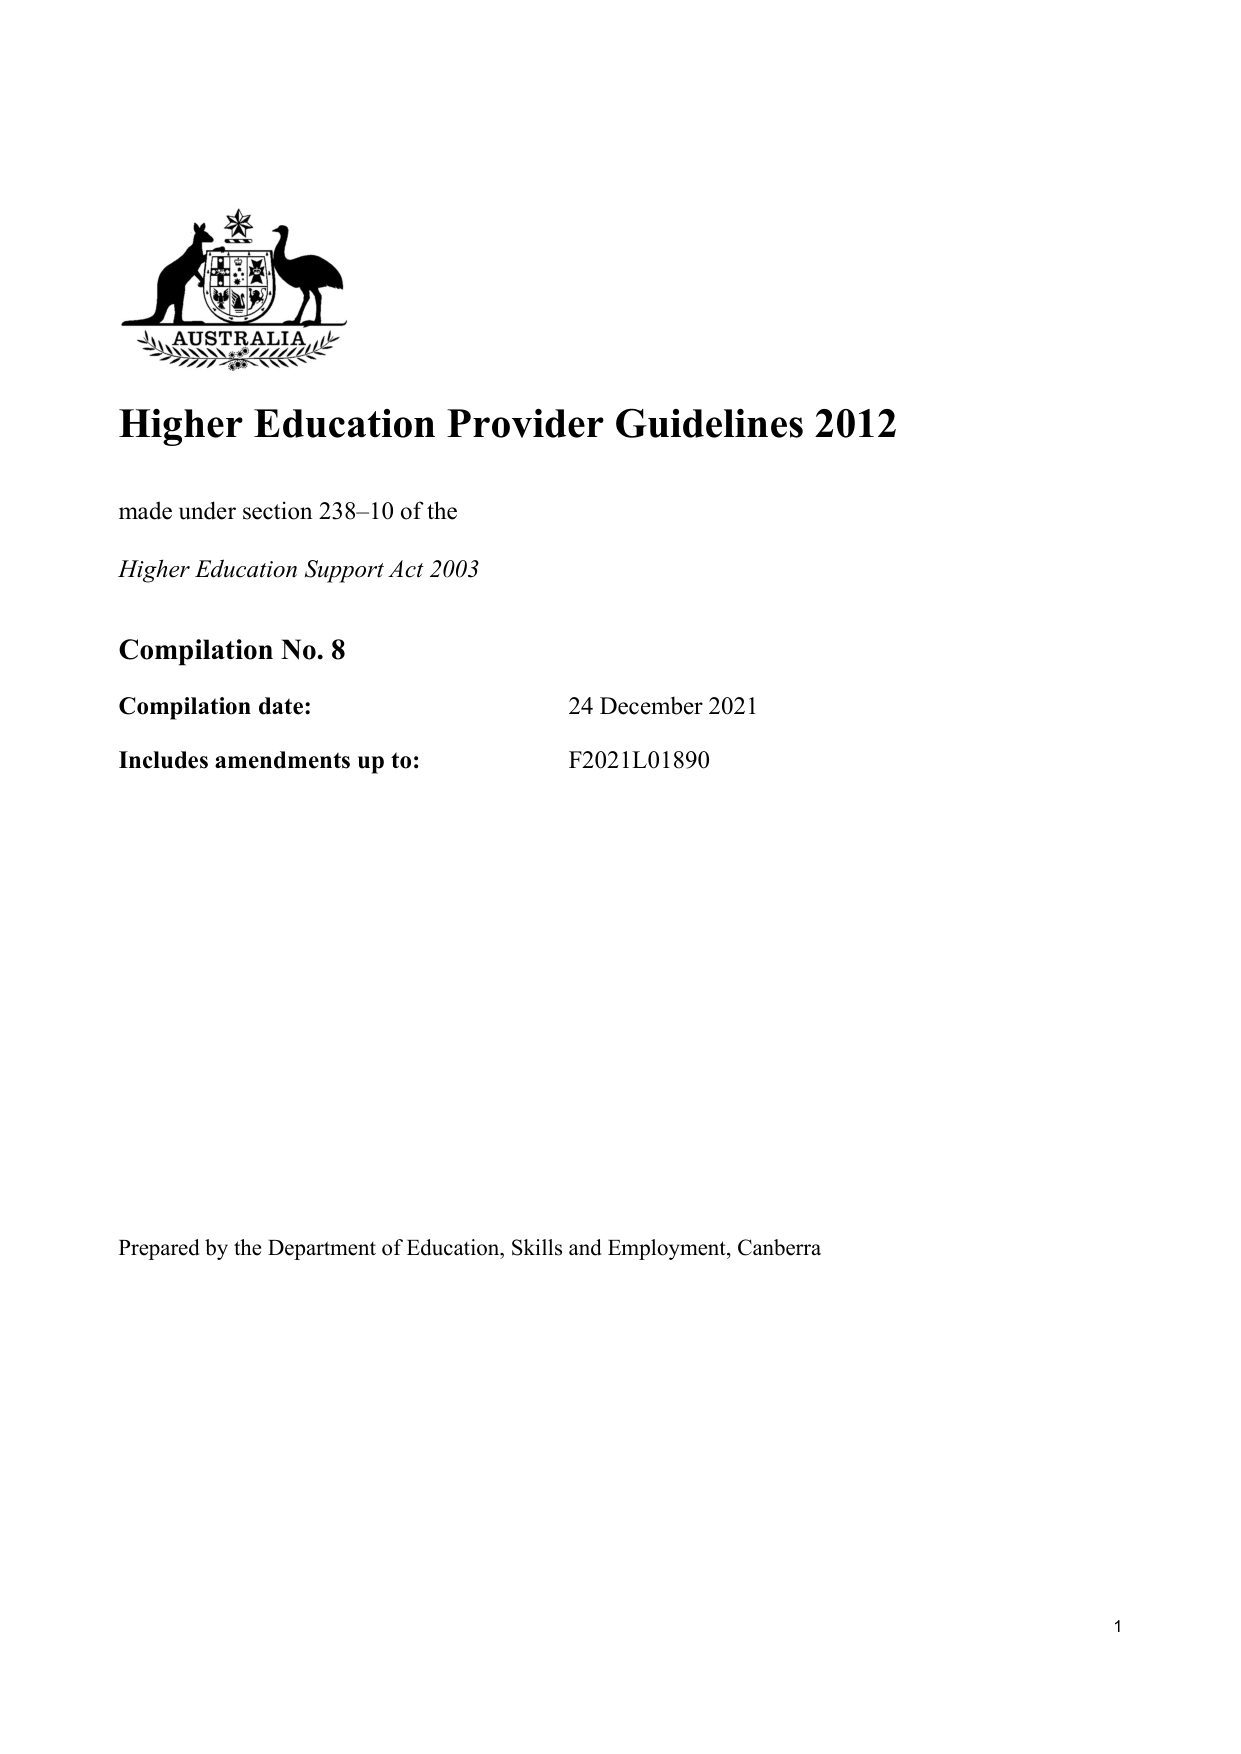 AUSTRALIA
Higher Education Provider Guidelines 2012
made under section 238–10 of the
Higher Education Support Act 2003
Compilation No. 8
Compilation date: 24 December 2021
Includes amendments up to: F2021L01890
Prepared by the Department of Education, Skills and Employment, Canberra
1